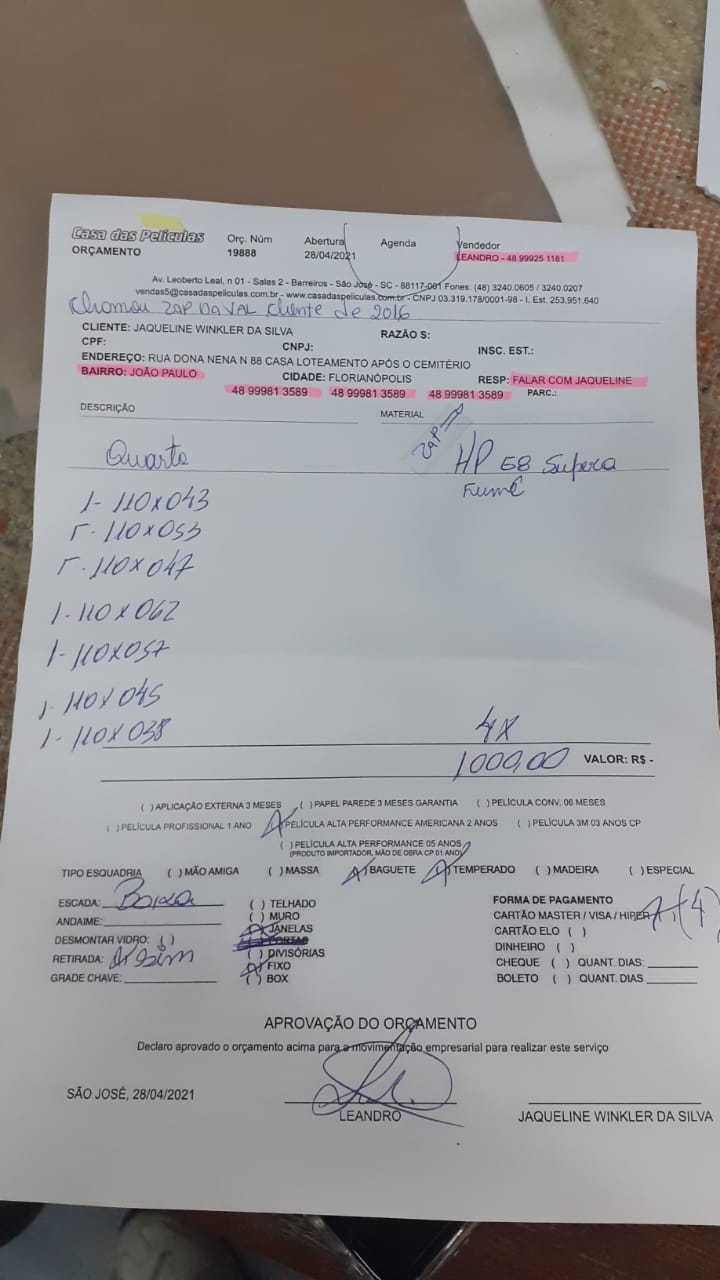 Casa das Películas Orç. Núm Abertura Agenda Vendedor
ORÇAMENTO 19888 28/04/2021 LEANDRO - 48 99925 1181
Av. Leoberto Leal, n 01 - Salas 2 - Barreiros - São José - SC - 88117-001 Fones: (48) 3240.0605 / 3240.0207
vendas5@casadaspeliculas.com.br - www.casadaspeliculas.com.br - CNPJ 03.319.178/0001-98 - I. Est. 253.951.640
Chamou ZAP DAVAL Cliente de 2016
CLIENTE: JAQUELINE WINKLER DA SILVA RAZÃO S:
CPF: CNPJ: INSC. EST.:
ENDEREÇO: RUA DONA NENA N 88 CASA LOTEAMENTO APÓS O CEMITÉRIO
BAIRRO: JOÃO PAULO CIDADE: FLORIANÓPOLIS RESP: FALAR COM JAQUELINE
48 99981 3589 48 99981 3589 48 99981 3589 PARC.:
DESCRIÇÃO MATERIAL
ZAP
Quarto HP 68 Supera
Fumê
1- 110x043
1- 110x053
1- 110x047
1- 110x062
1- 110x057
1- 110x045
1- 110x038
4X
1000,00 VALOR: R$ -
( ) APLICAÇÃO EXTERNA 3 MESES ( ) PAPEL PAREDE 3 MESES GARANTIA ( ) PELÍCULA CONV. 06 MESES
( ) PELÍCULA PROFISSIONAL 1 ANO (X) PELÍCULA ALTA PERFORMANCE AMERICANA 2 ANOS ( ) PELÍCULA 3M 03 ANOS CP
( ) PELÍCULA ALTA PERFORMANCE 05 ANOS
(PRODUTO IMPORTADOR, MÃO DE OBRA CP 01 ANO)
TIPO ESQUADRIA ( ) MÃO AMIGA ( ) MASSA (X) BAGUETE (X) TEMPERADO ( ) MADEIRA ( ) ESPECIAL
ESCADA: Baixa ( ) TELHADO FORMA DE PAGAMENTO
( ) MURO CARTÃO MASTER / VISA / HIPER X (4)
ANDAIME: (X) JANELAS CARTÃO ELO ( )
DESMONTAR VIDRO: ( ) PORTAS DINHEIRO ( )
RETIRADA: Sim ( ) DIVISÓRIAS CHEQUE ( ) QUANT. DIAS:
GRADE CHAVE: (X) FIXO BOLETO ( ) QUANT. DIAS
( ) BOX
APROVAÇÃO DO ORÇAMENTO
Declaro aprovado o orçamento acima para a movimentação empresarial para realizar este serviço
SÃO JOSÉ, 28/04/2021
LEANDRO JAQUELINE WINKLER DA SILVA